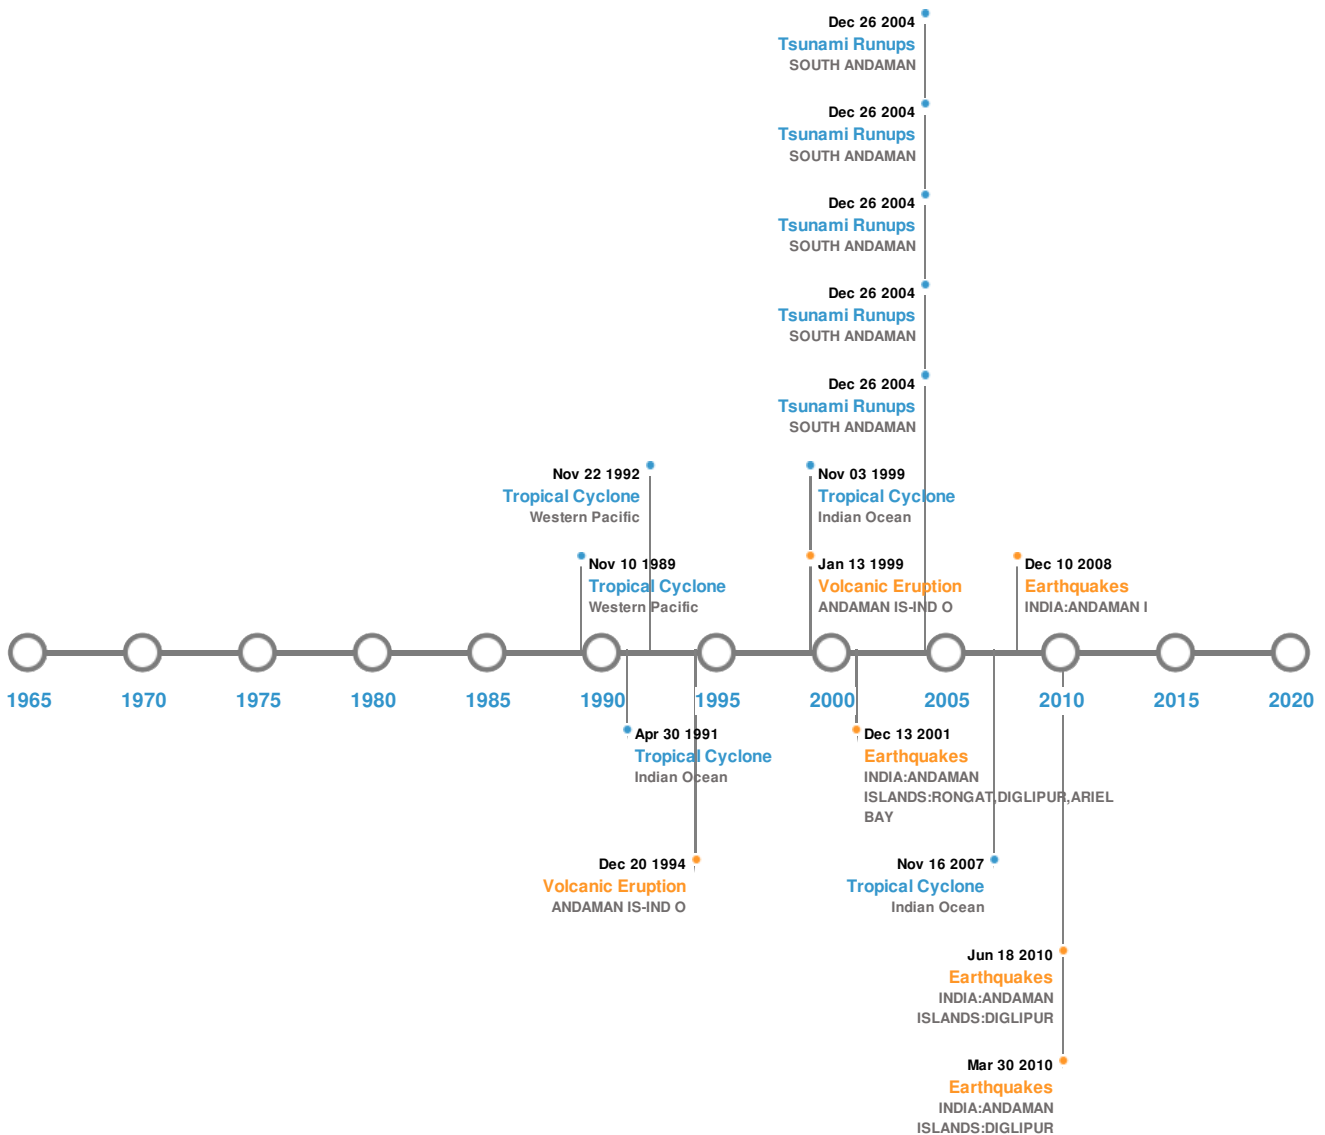 Dec 26 2004
Tsunami Runups
SOUTH ANDAMAN
Dec 26 2004
Tsunami Runups
SOUTH ANDAMAN
Dec 26 2004
Tsunami Runups
SOUTH ANDAMAN
Dec 26 2004
Tsunami Runups
SOUTH ANDAMAN
Dec 26 2004
Tsunami Runups
SOUTH ANDAMAN
Nov 22 1992
Tropical Cyclone
Western Pacific
Nov 03 1999
Tropical Cyclone
Indian Ocean
Nov 10 1989
Tropical Cyclone
Western Pacific
Jan 13 1999
Volcanic Eruption
ANDAMAN IS-IND O
Dec 10 2008
Earthquakes
INDIA:ANDAMAN I
1965 1970 1975 1980 1985 1990 1995 2000 2005 2010 2015 2020
Apr 30 1991
Tropical Cyclone
Indian Ocean
Dec 13 2001
Earthquakes
INDIA:ANDAMAN
ISLANDS:RONGAT,DIGLIPUR,ARIEL
BAY
Dec 20 1994
Volcanic Eruption
ANDAMAN IS-IND O
Nov 16 2007
Tropical Cyclone
Indian Ocean
Jun 18 2010
Earthquakes
INDIA:ANDAMAN
ISLANDS:DIGLIPUR
Mar 30 2010
Earthquakes
INDIA:ANDAMAN
ISLANDS:DIGLIPUR